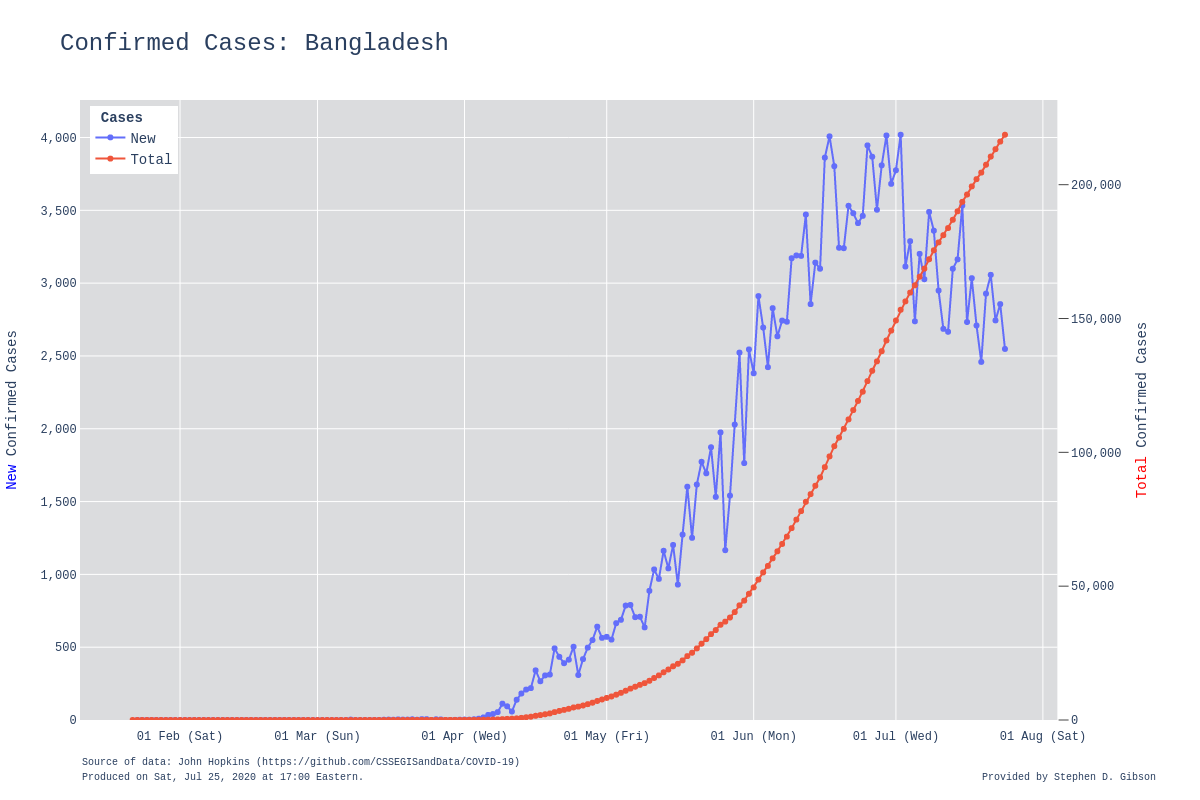 Confirmed Cases: Bangladesh
Cases
New
Total
4,000
3,500
3,000
2,500
2,000
1,500
1,000
500
0
New Confirmed Cases
200,000
150,000
100,000
50,000
0
Total Confirmed Cases
01 Feb (Sat)
01 Mar (Sun)
01 Apr (Wed)
01 May (Fri)
01 Jun (Mon)
01 Jul (Wed)
01 Aug (Sat)
Source of data: John Hopkins (https://github.com/CSSEGISandData/COVID-19)
Produced on Sat, Jul 25, 2020 at 17:00 Eastern.
Provided by Stephen D. Gibson